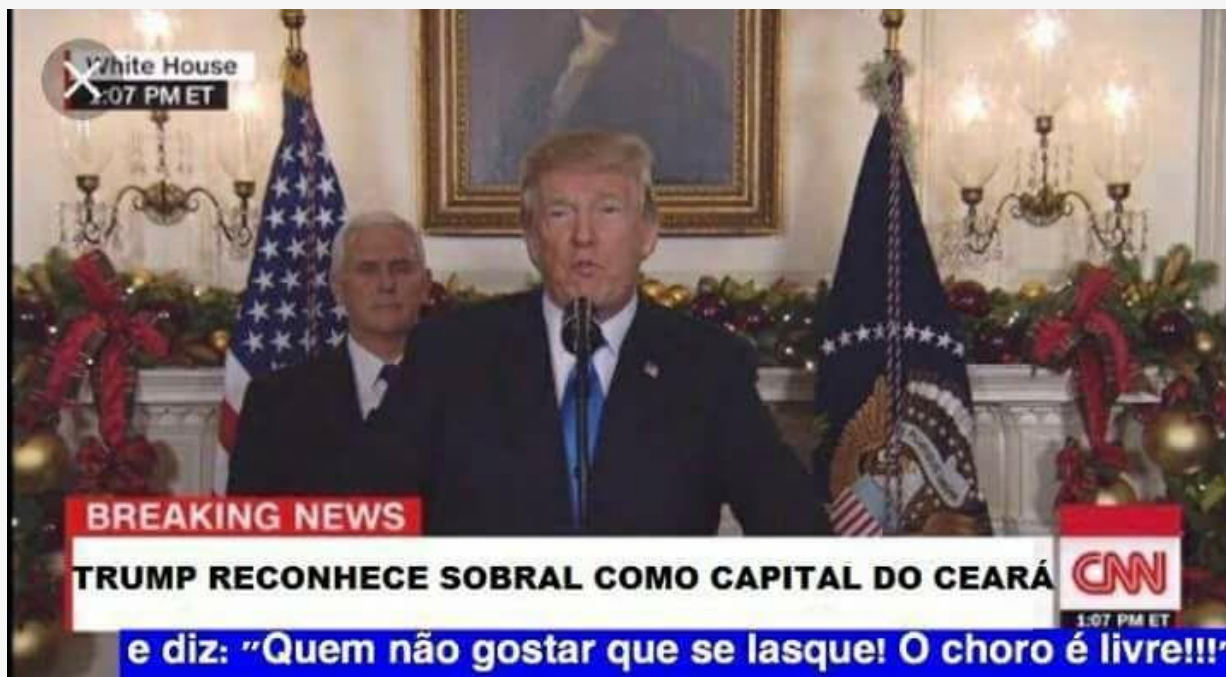 White House
1:07 PM ET
BREAKING NEWS
TRUMP RECONHECE SOBRAL COMO CAPITAL DO CEARÁ
CNN
1:07 PM ET
e diz: "Quem não gostar que se lasque! O choro é livre!!!"